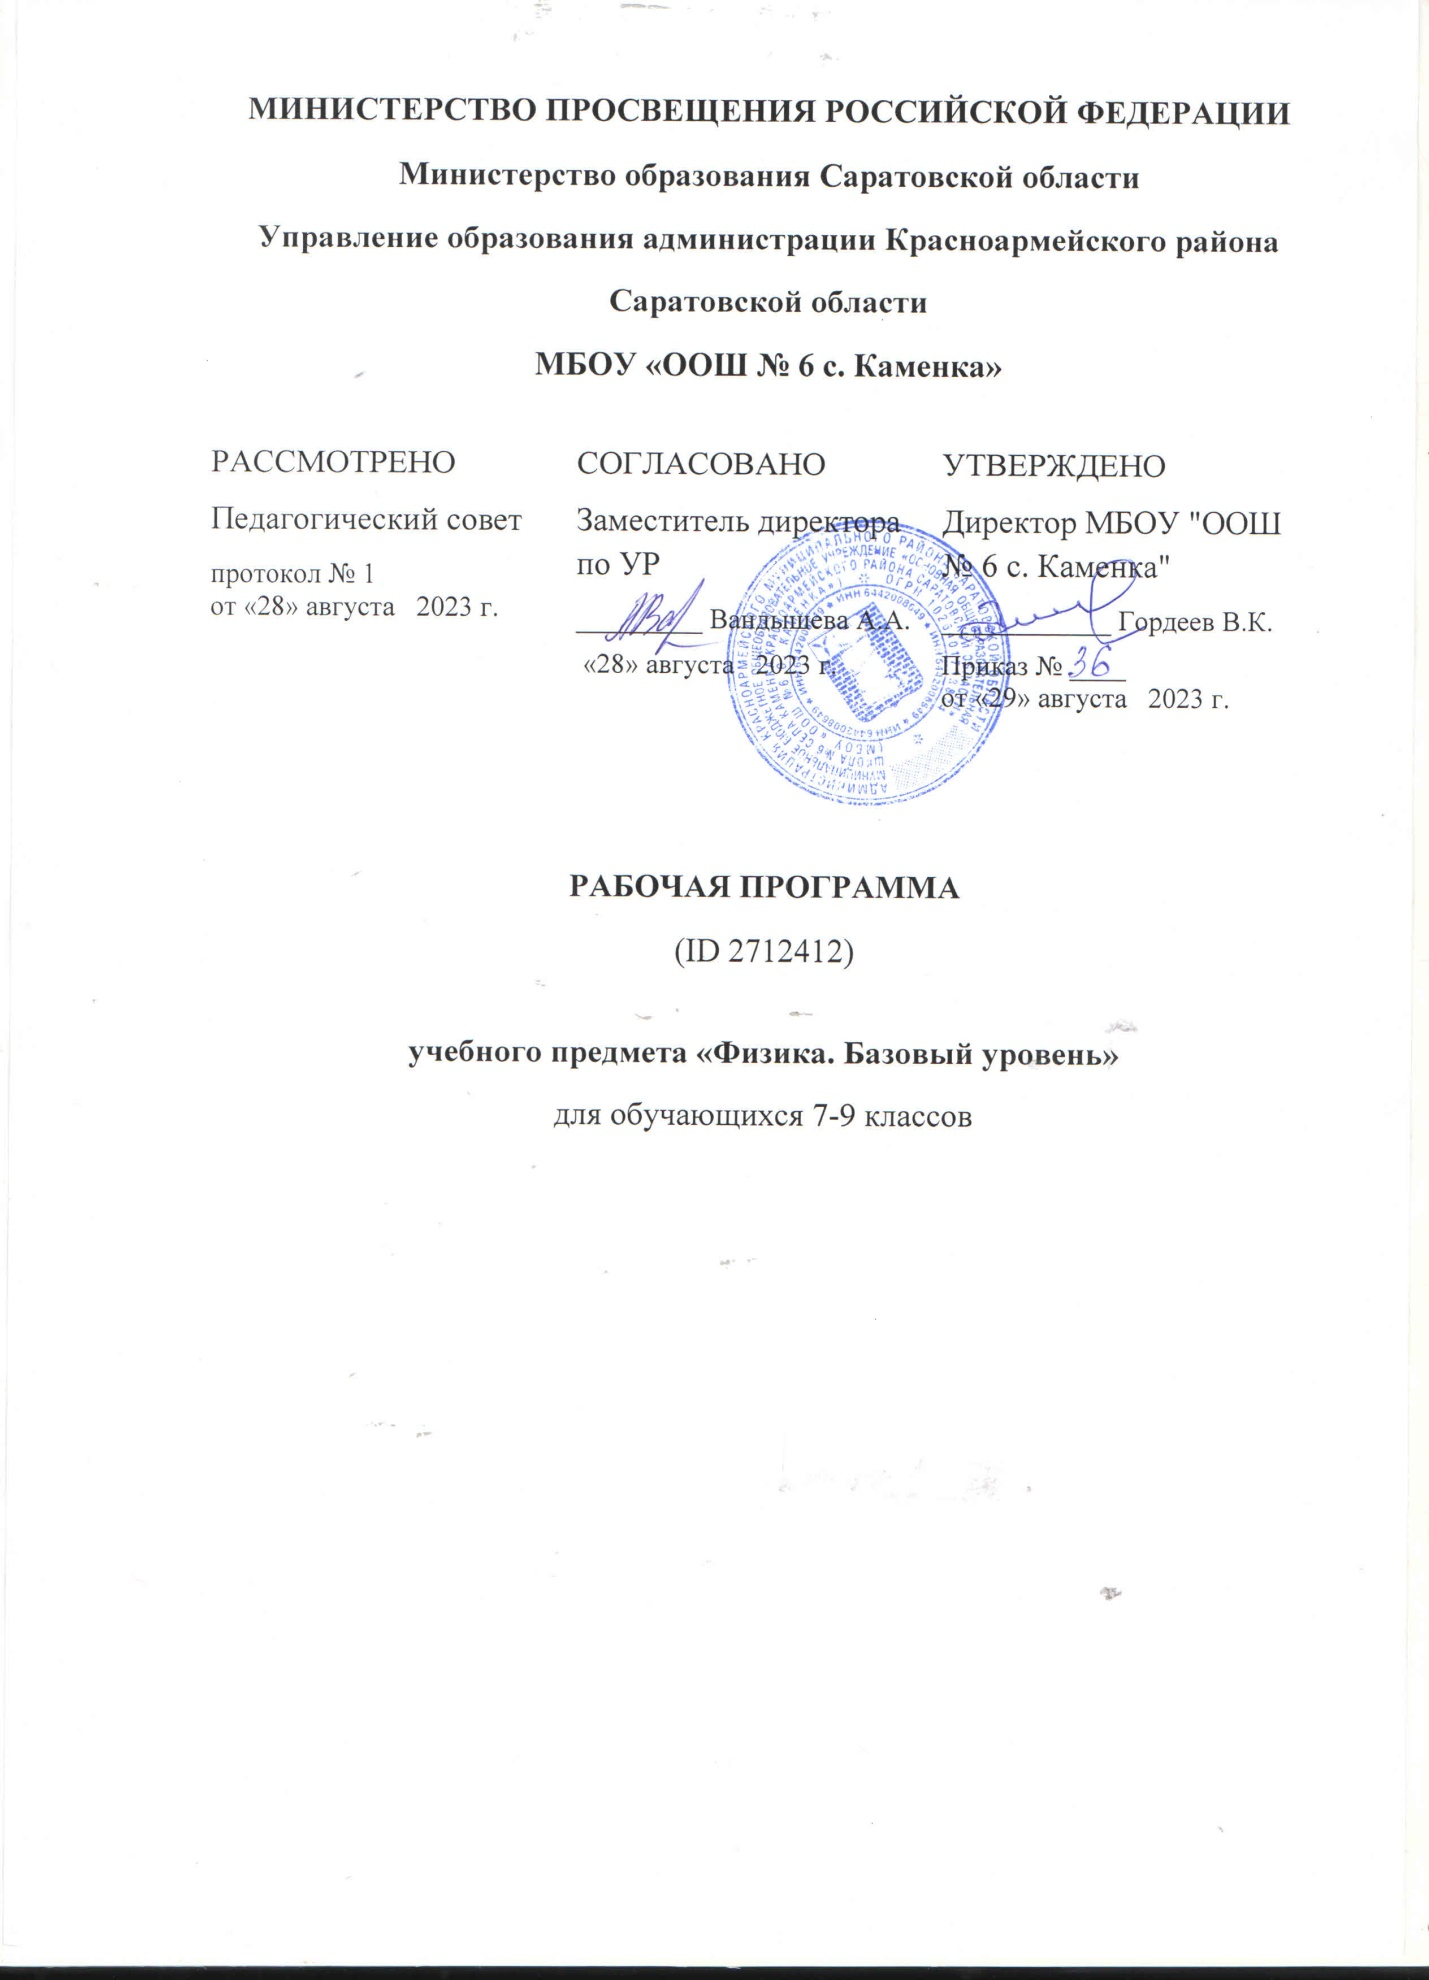 МИНИСТЕРСТВО ПРОСВЕЩЕНИЯ РОССИЙСКОЙ ФЕДЕРАЦИИ
Министерство образования Саратовской области
Управление образования администрации Красноармейского района
Саратовской области
МБОУ «ООШ № 6 с. Каменка»
РАССМОТРЕНО
Педагогический совет
протокол № 1
от «28» августа 2023 г.
СОГЛАСОВАНО
Заместитель директора
по УР
Вандышева А.А.
«28» августа 2023 г.
УТВЕРЖДЕНО
Директор МБОУ "ООШ
№ 6 с. Каменка"
Гордеев В.К.
Приказ № 36
от «29» августа 2023 г.
ИНН 6442008649
РАБОЧАЯ ПРОГРАММА
(ID 2712412)
учебного предмета «Физика. Базовый уровень»
для обучающихся 7-9 классов